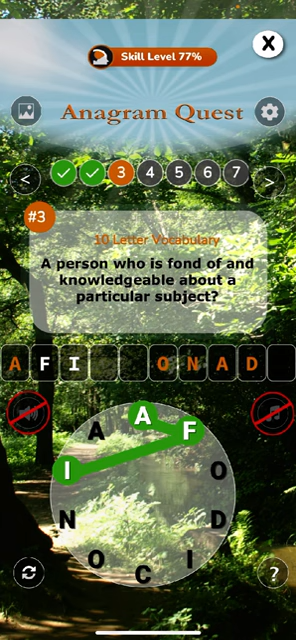 X
Skill Level 77%
Anagram Quest
< 3 4 5 6 7 >
#3
10 Letter Vocabulary
A person who is fond of and
knowledgeable about a
particular subject?
A F I O N A D
A
A F
I O
N D
O I
C
?